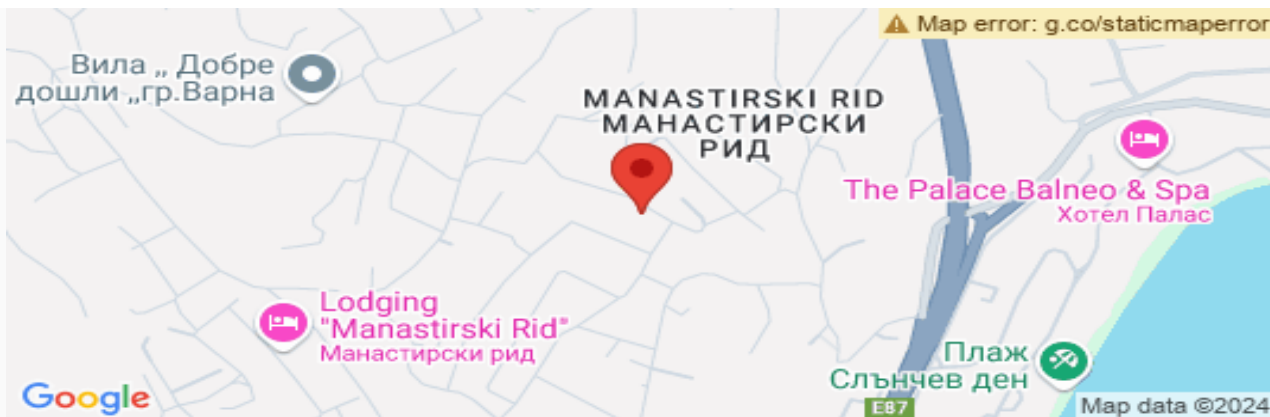 Map error: g.co/staticmaperror
Вила „ Добре
дошли „гр.Варна
MANASTIRSKI RID
МАНАСТИРСКИ
РИД
The Palace Balneo & Spa
Хотел Палас
Lodging
"Manastirski Rid"
Манастирски рид
Плаж
Слънчев ден
Google
E87
Map data ©2024